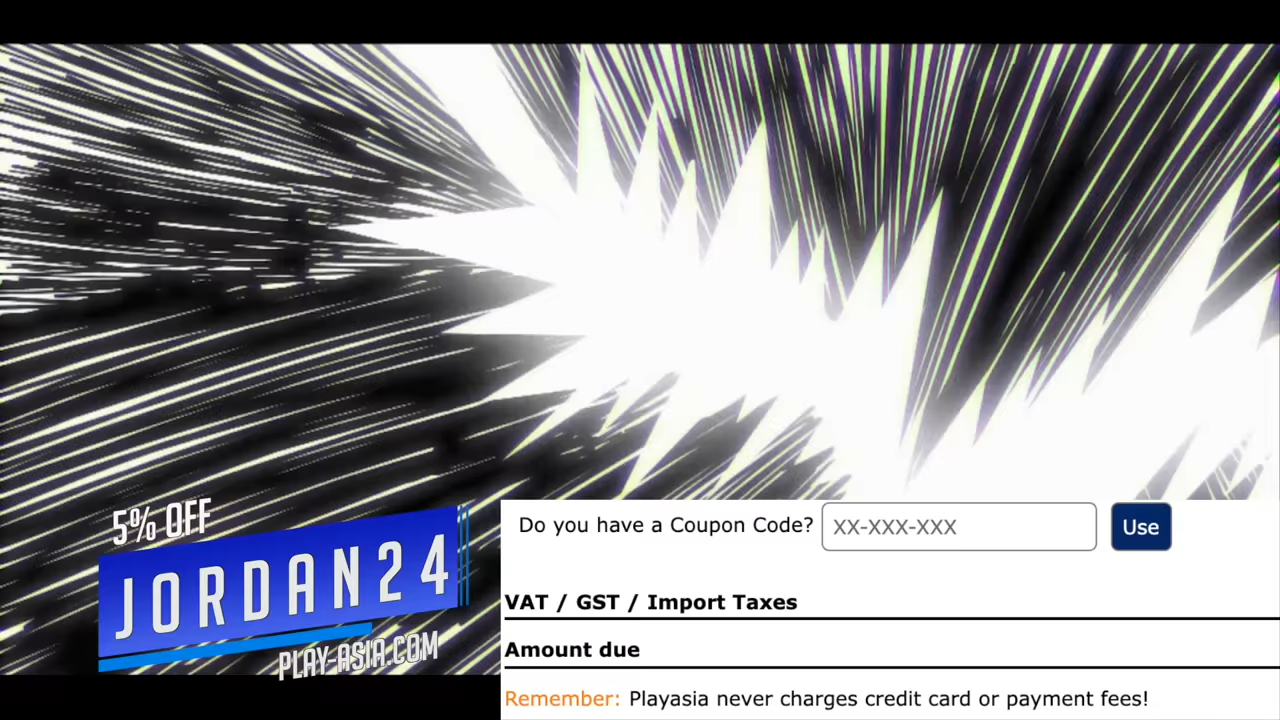 5% OFF
JORDAN24
PLAY-ASIA.COM
Do you have a Coupon Code? XX-XXX-XXX Use
VAT / GST / Import Taxes
Amount due
Remember: Playasia never charges credit card or payment fees!